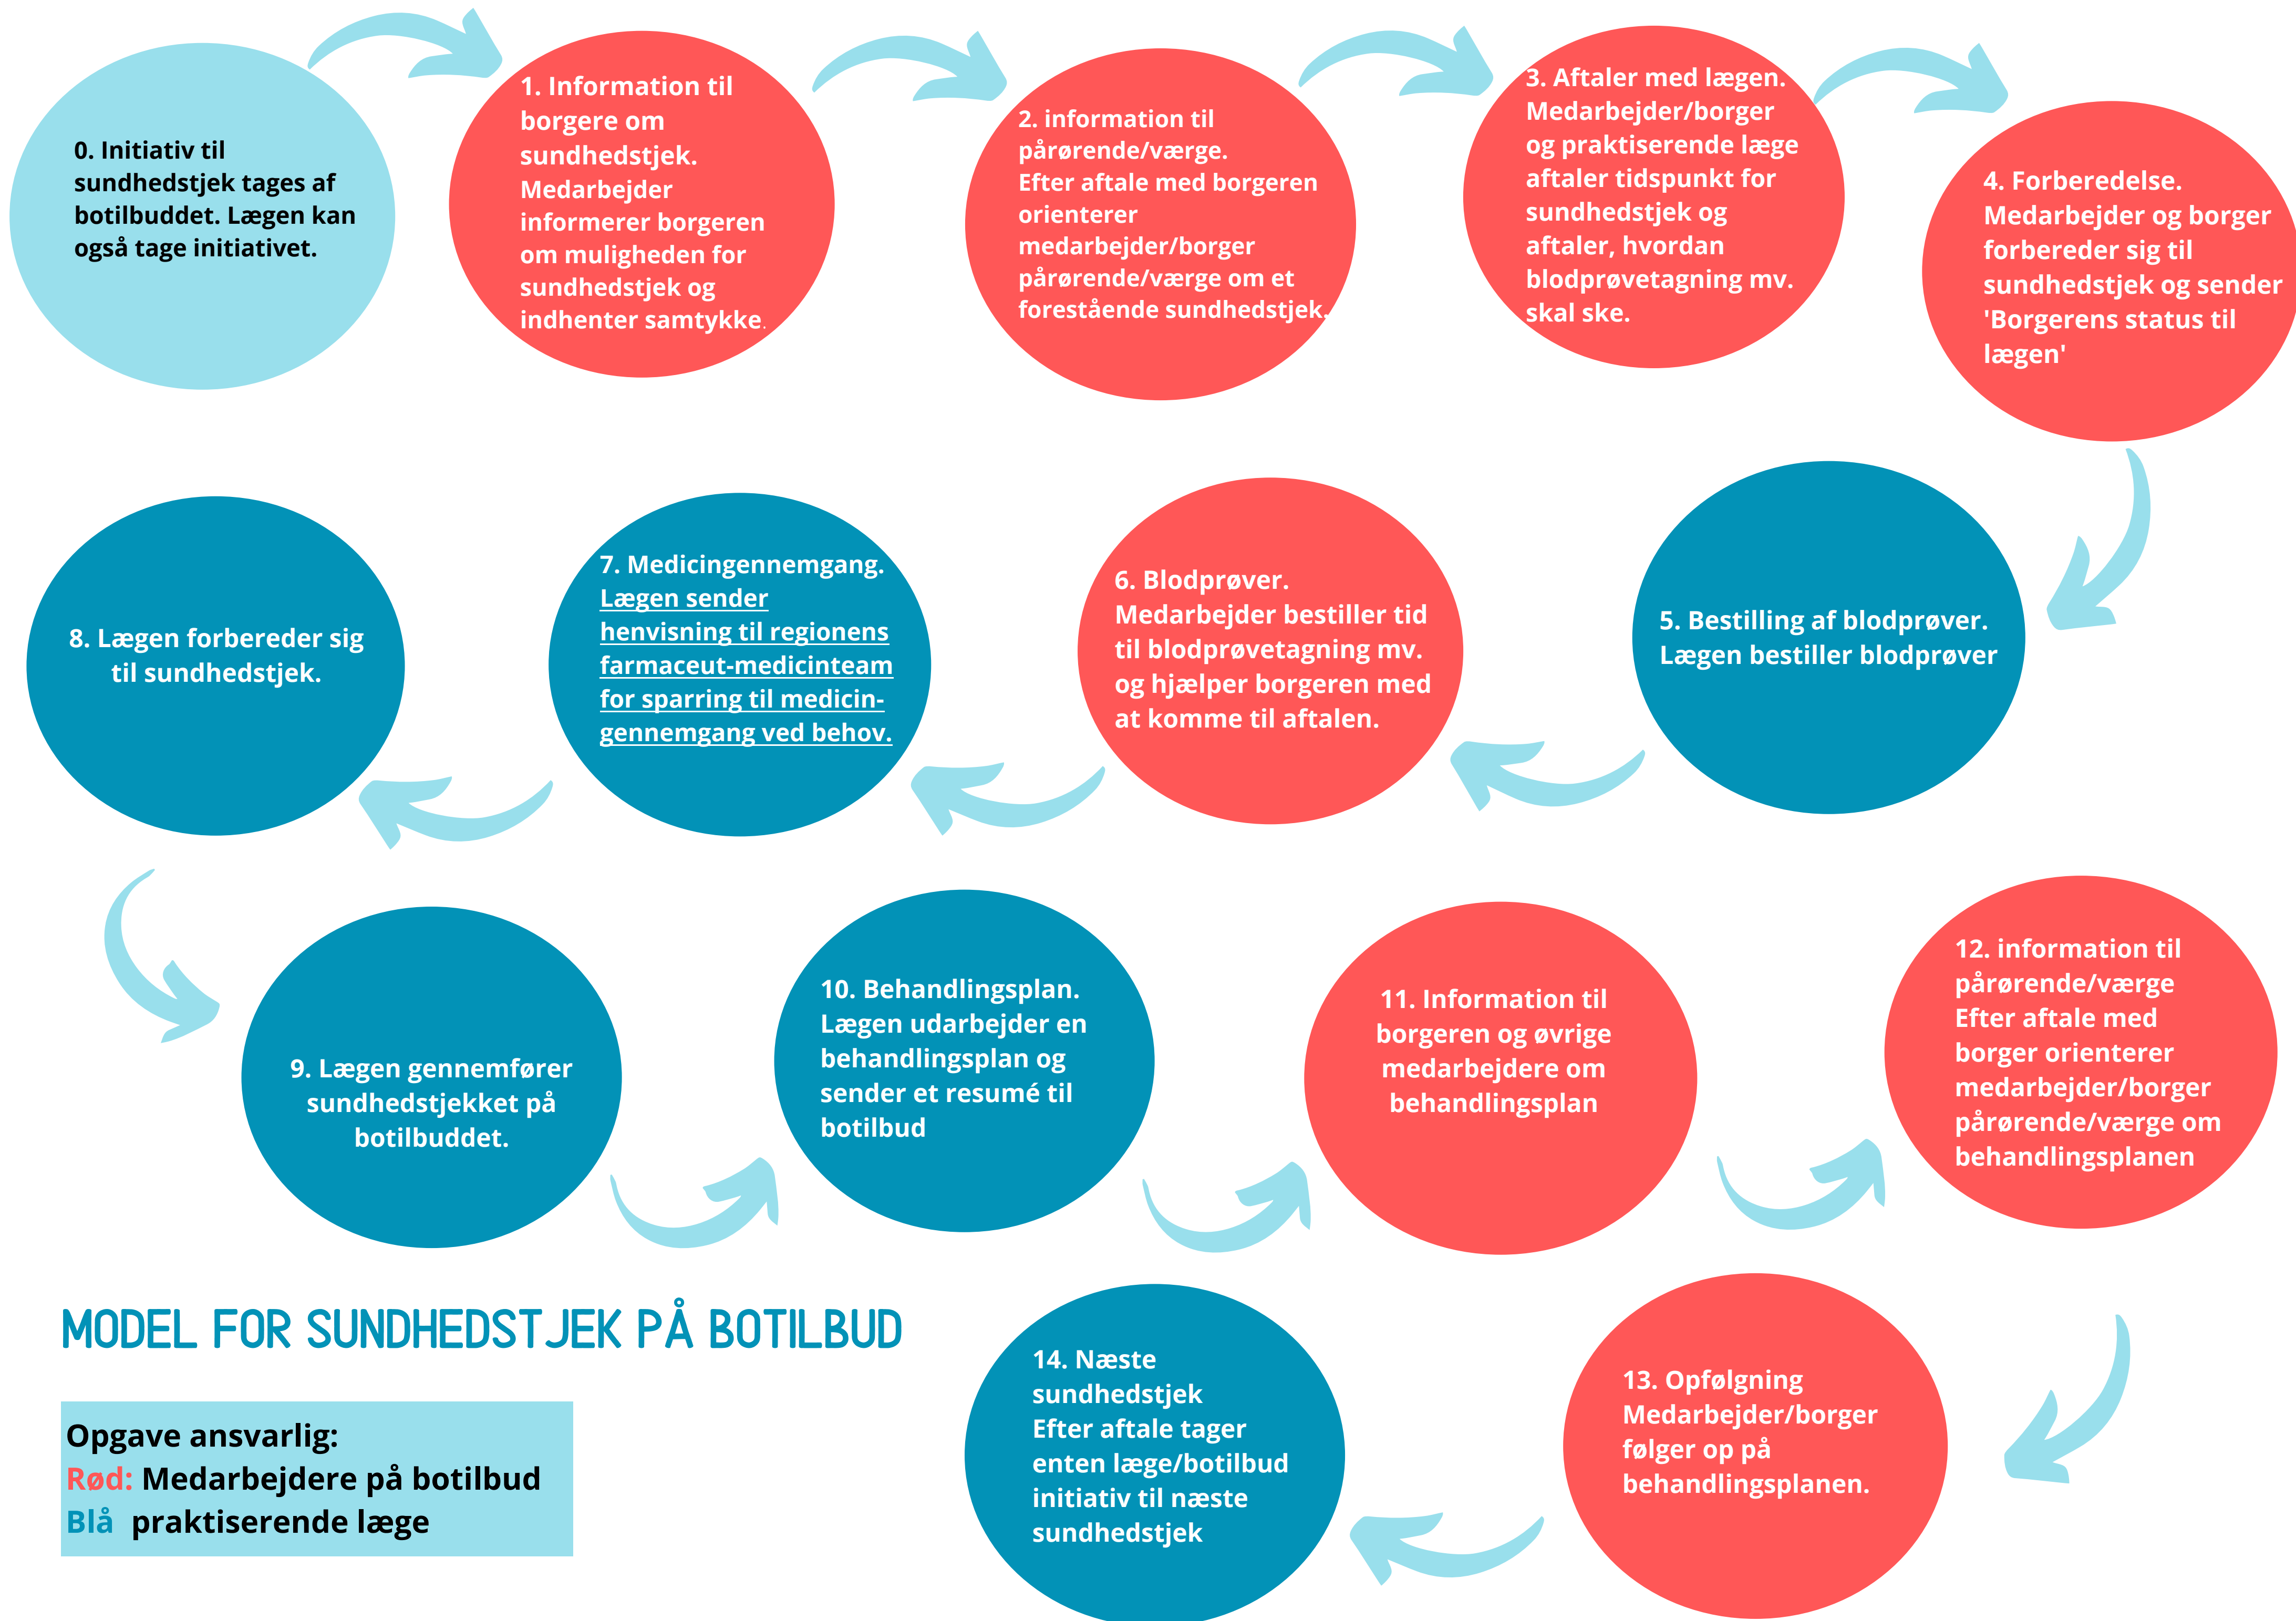 0. Initiativ til
sundhedstjek tages af
botilbuddet. Lægen kan
også tage initiativet.
1. Information til
borgere om
sundhedstjek.
Medarbejder
informerer borgeren
om muligheden for
sundhedstjek og
indhenter samtykke.
2. information til
pårørende/værge.
Efter aftale med borgeren
orienterer
medarbejder/borger
pårørende/værge om et
forestående sundhedstjek.
3. Aftaler med lægen.
Medarbejder/borger
og praktiserende læge
aftaler tidspunkt for
sundhedstjek og
aftaler, hvordan
blodprøvetagning mv.
skal ske.
4. Forberedelse.
Medarbejder og borger
forbereder sig til
sundhedstjek og sender
'Borgerens status til
lægen'
5. Bestilling af blodprøver.
Lægen bestiller blodprøver
6. Blodprøver.
Medarbejder bestiller tid
til blodprøvetagning mv.
og hjælper borgeren med
at komme til aftalen.
7. Medicingennemgang.
Lægen sender
henvisning til regionens
farmaceut-medicinteam
for sparring til medicin-
gennemgang ved behov.
8. Lægen forbereder sig
til sundhedstjek.
9. Lægen gennemfører
sundhedstjekket på
botilbuddet.
10. Behandlingsplan.
Lægen udarbejder en
behandlingsplan og
sender et resumé til
botilbud
11. Information til
borgeren og øvrige
medarbejdere om
behandlingsplan
12. information til
pårørende/værge
Efter aftale med
borger orienterer
medarbejder/borger
pårørende/værge om
behandlingsplanen
13. Opfølgning
Medarbejder/borger
følger op på
behandlingsplanen.
14. Næste
sundhedstjek
Efter aftale tager
enten læge/botilbud
initiativ til næste
sundhedstjek
MODEL FOR SUNDHEDSTJEK PÅ BOTILBUD
Opgave ansvarlig:
Rød: Medarbejdere på botilbud
Blå praktiserende læge